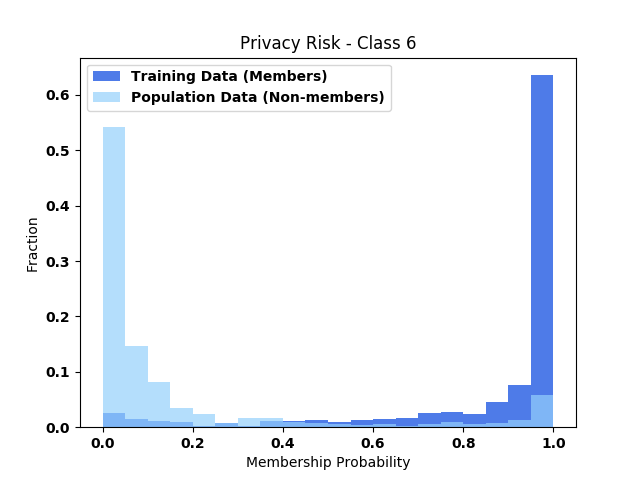 Privacy Risk - Class 6
Training Data (Members)
Population Data (Non-members)
Fraction
0.6
0.5
0.4
0.3
0.2
0.1
0.0
0.0 0.2 0.4 0.6 0.8 1.0
Membership Probability